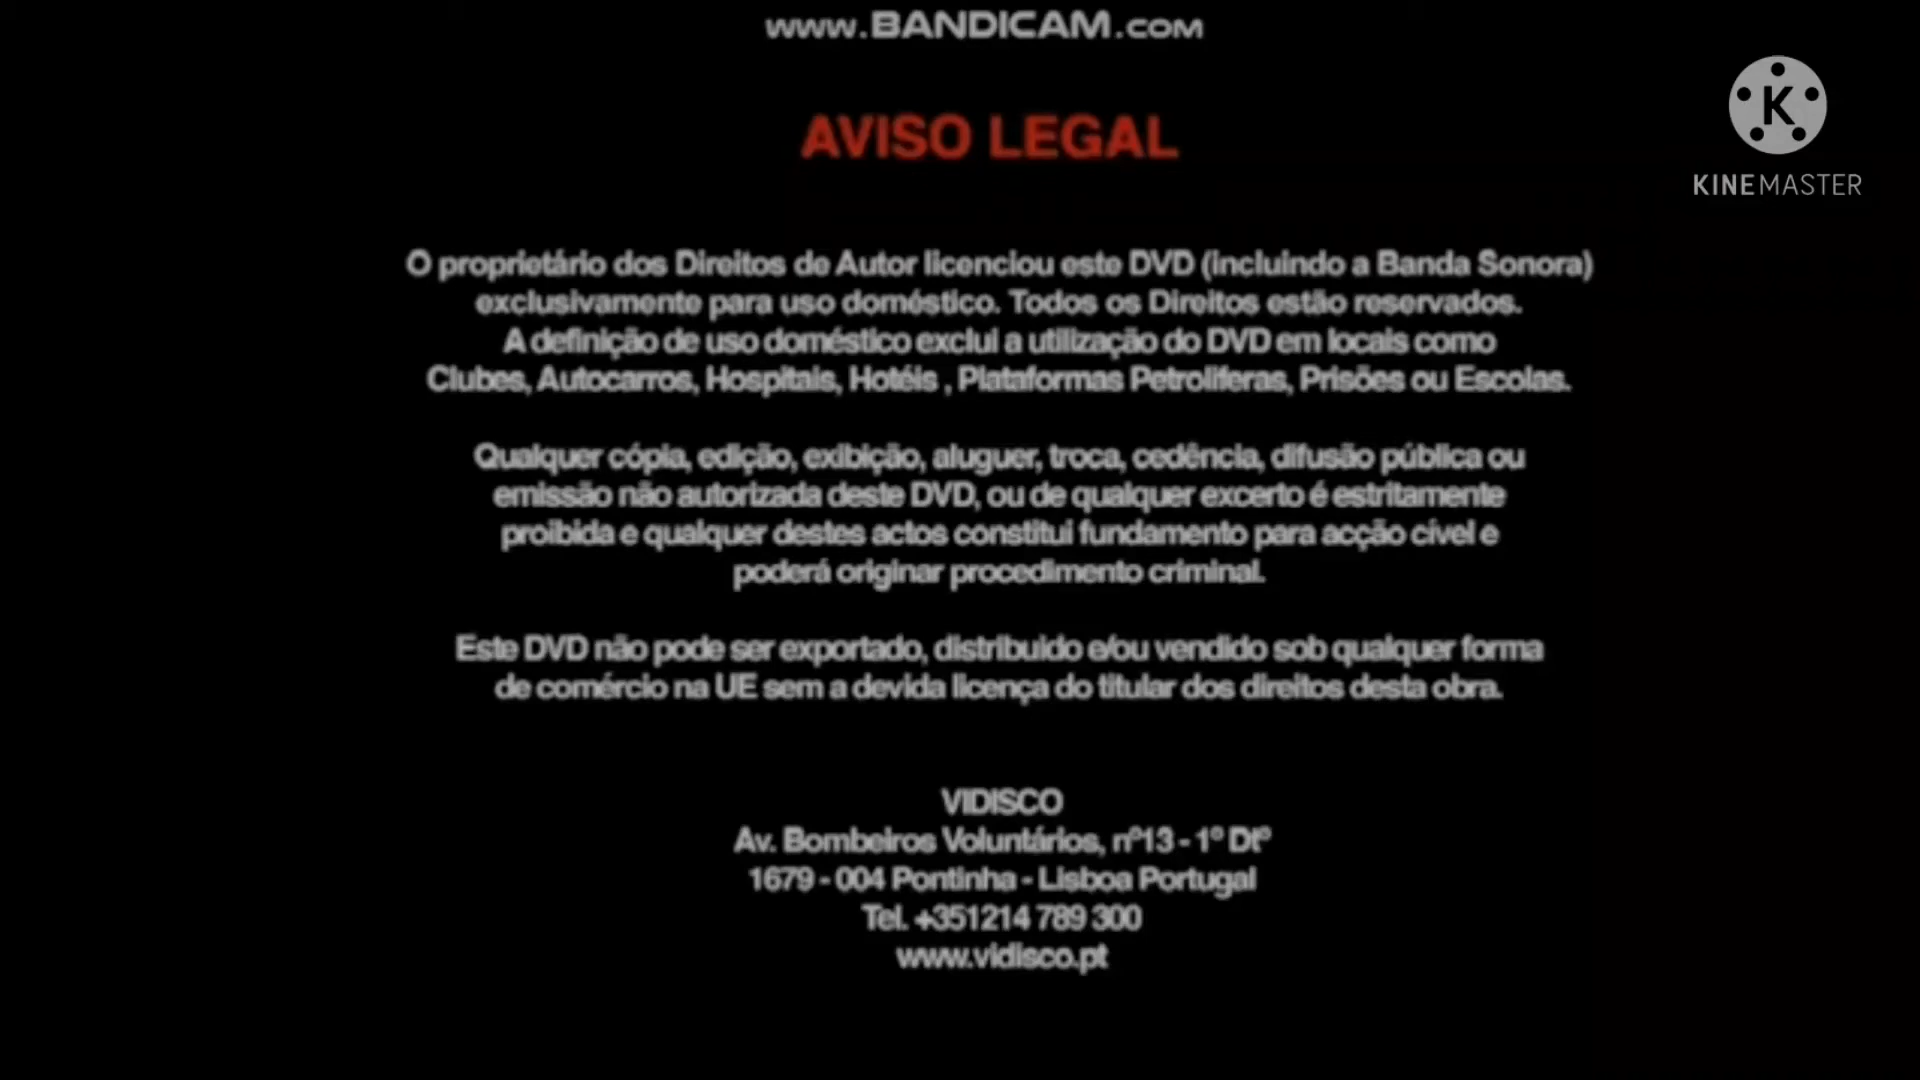 www.BANDICAM.com
K
KINEMASTER
AVISO LEGAL
O proprietário dos Direitos de Autor licenciou este DVD (incluindo a Banda Sonora)
exclusivamente para uso doméstico. Todos os Direitos estão reservados.
A definição de uso doméstico exclui a utilização do DVD em locais como
Clubes, Autocarros, Hospitais, Hotéis , Plataformas Petrolíferas, Prisões ou Escolas.
Qualquer cópia, edição, exibição, aluguer, troca, cedência, difusão pública ou
emissão não autorizada deste DVD, ou de qualquer excerto é estritamente
proibida e qualquer destes actos constitui fundamento para acção cível e
poderá originar procedimento criminal.
Este DVD não pode ser exportado, distribuido e/ou vendido sob qualquer forma
de comércio na UE sem a devida licença do titular dos direitos desta obra.
VIDISCO
Av. Bombeiros Voluntários, nº13 - 1º Dtº
1679 - 004 Pontinha - Lisboa Portugal
Tel. +351214 789 300
www.vidisco.pt